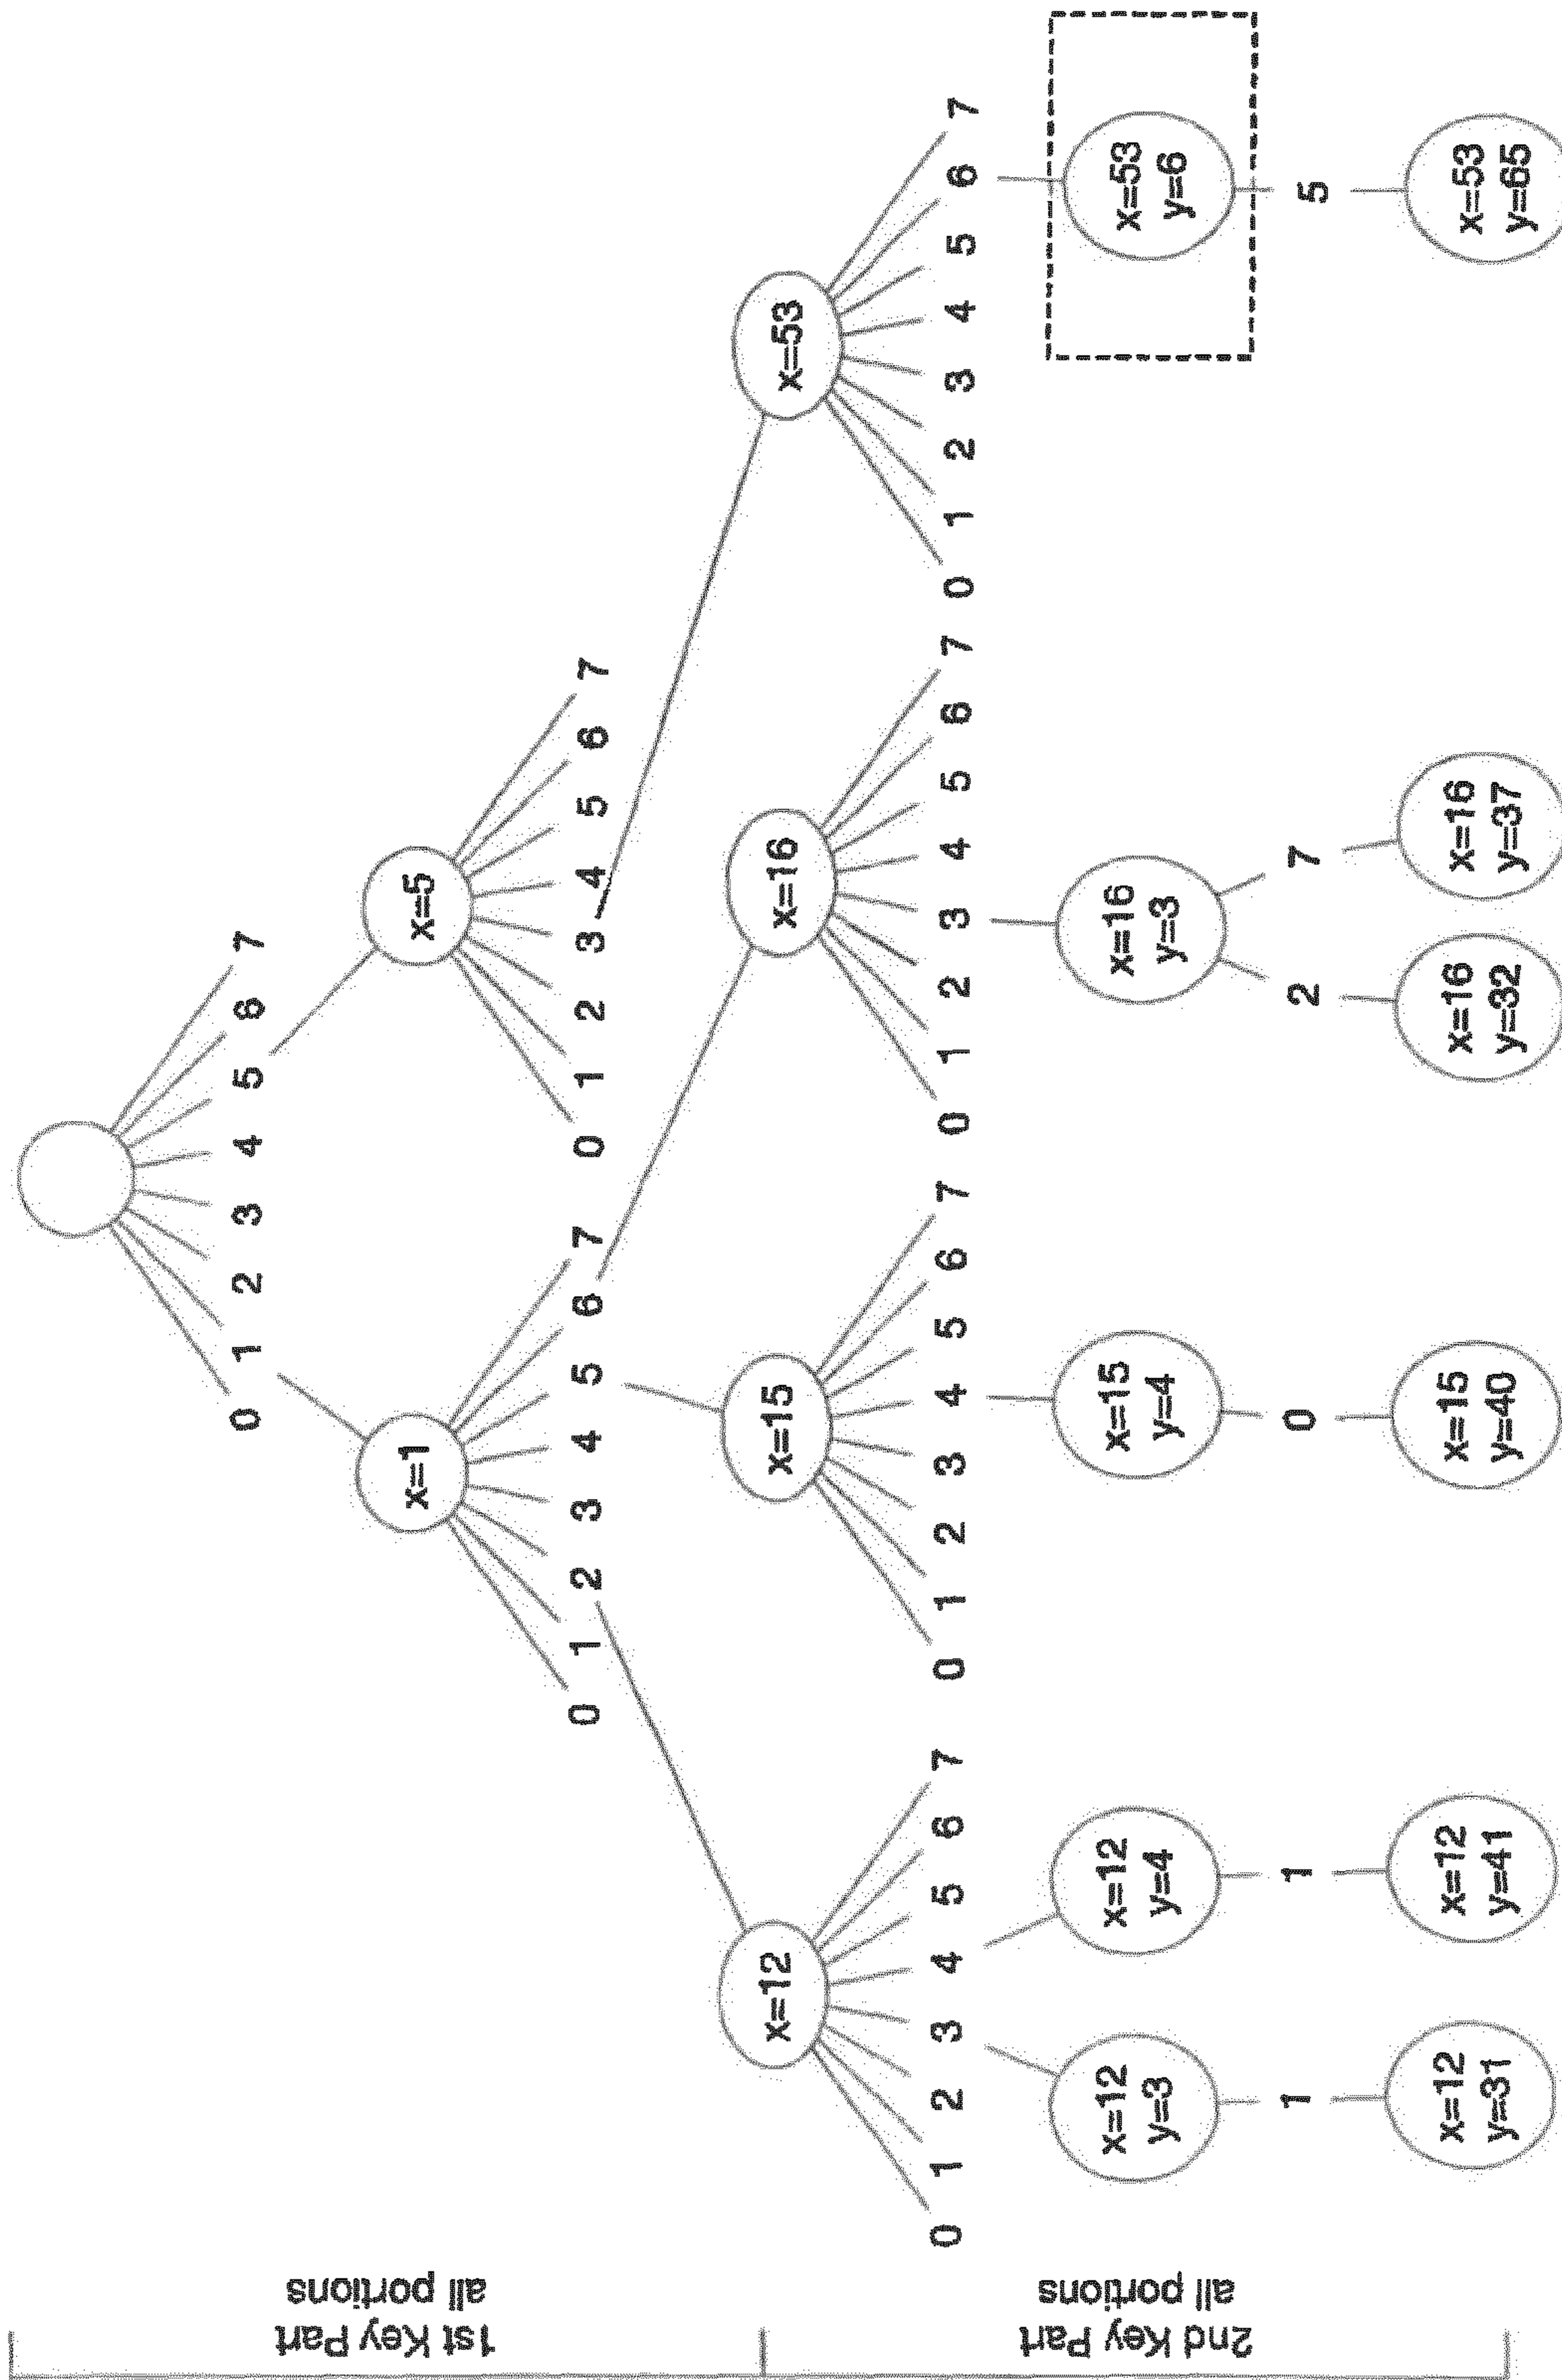 0 1 2 3 4 5 6 7
x=1
x=5
0 1 2 3 4 5 6 7
0 1 2 3 4 5 6 7
1st Key Part
all portions
x=12
x=15
x=16
x=53
0 1 2 3 4 5 6 7
0 1 2 3 4 5 6 7
0 1 2 3 4 5 6 7
0 1 2 3 4 5 6 7
x=12
y=3
x=12
y=4
x=15
y=4
x=16
y=3
x=53
y=6
1
1
0
2
7
5
x=12
y=31
x=12
y=41
x=15
y=40
x=16
y=32
x=16
y=37
x=53
y=65
2nd Key Part
all portions